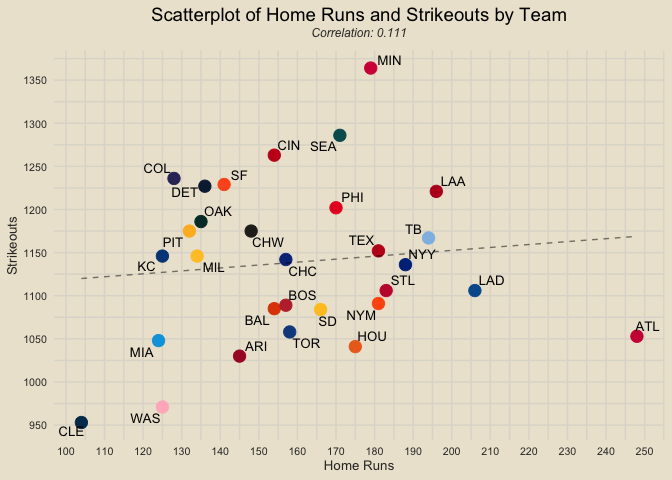 Scatterplot of Home Runs and Strikeouts by Team
Correlation: 0.111
Strikeouts
1350
1300
1250
1200
1150
1100
1050
1000
950
MIN
SEA
CIN
COL
DET
SF
LAA
PHI
OAK
PIT
CHW
TB
TEX
NYY
KC
MIL
CHC
STL
LAD
BOS
NYM
BAL
SD
ATL
TOR
HOU
MIA
ARI
WAS
CLE
100 110 120 130 140 150 160 170 180 190 200 210 220 230 240 250
Home Runs